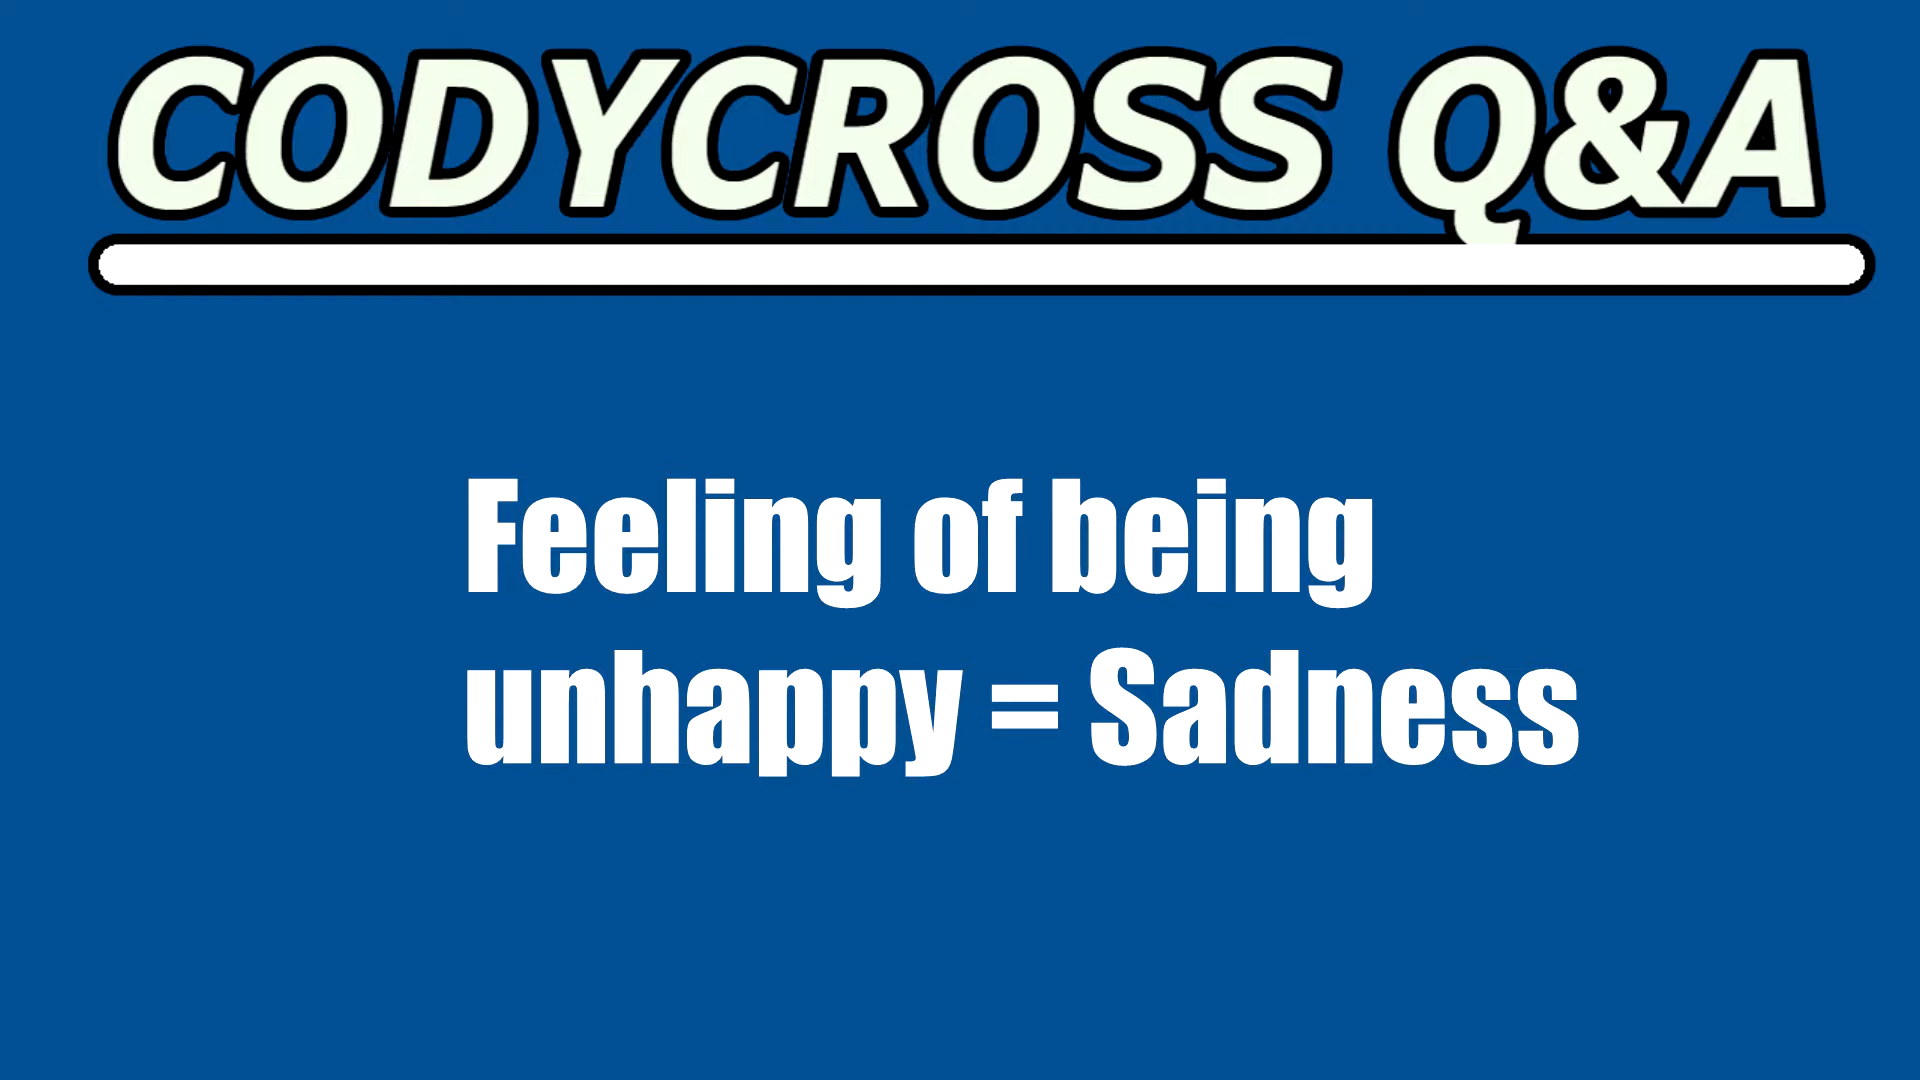 CODYCROSS Q&A
Feeling of being
unhappy = Sadness